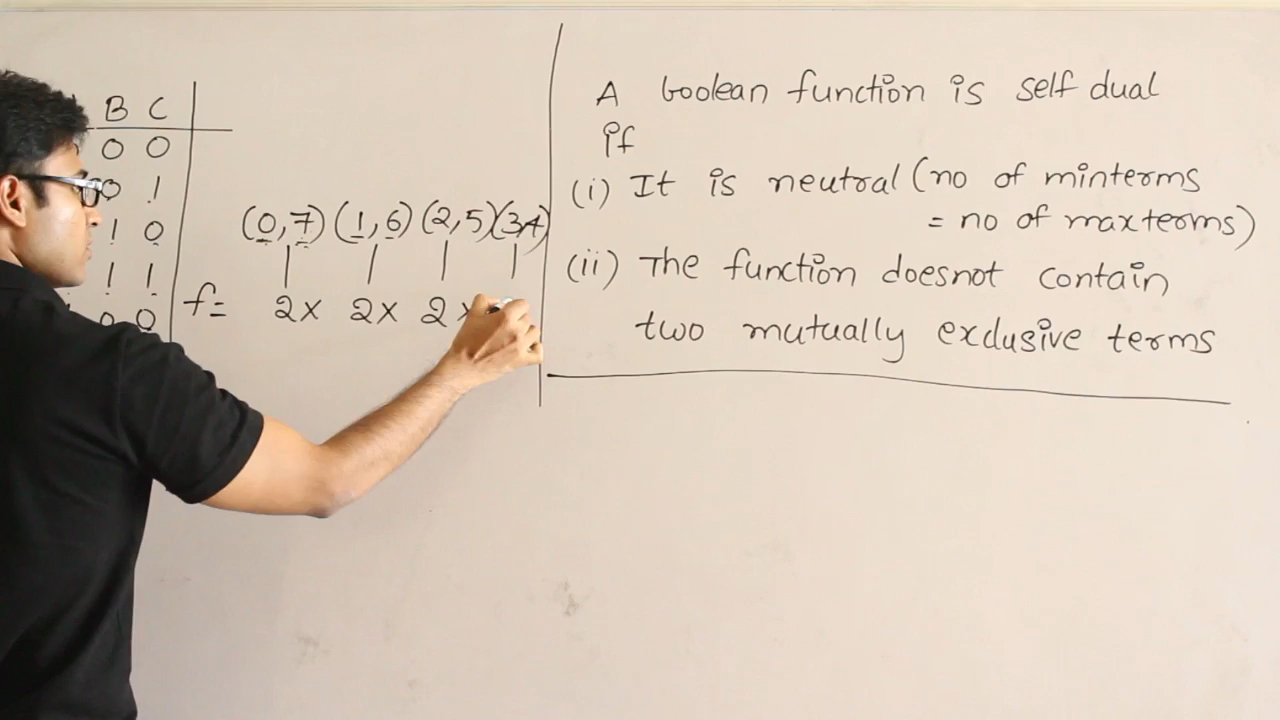 B C
0 0
0 1
1 0
1 1
0 0
(0,7) (1,6) (2,5)(3,4)
f= 2x 2x 2x
A boolean function is self dual
if
(i) It is neutral (no of minterms
= no of maxterms)
(ii) The function doesnot contain
two mutually exclusive terms